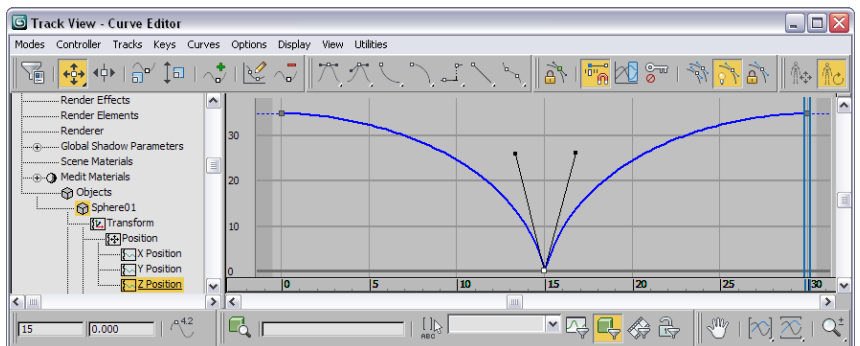 Track View - Curve Editor
Modes Controller Tracks Keys Curves Options Display View Utilities
Render Effects
Render Elements
Renderer
Global Shadow Parameters
Scene Materials
Medit Materials
Objects
Sphere01
Transform
Position
X Position
Y Position
Z Position
30
20
10
0
0 5 10 15 20 25 30
15 0.000 4.2
ABC